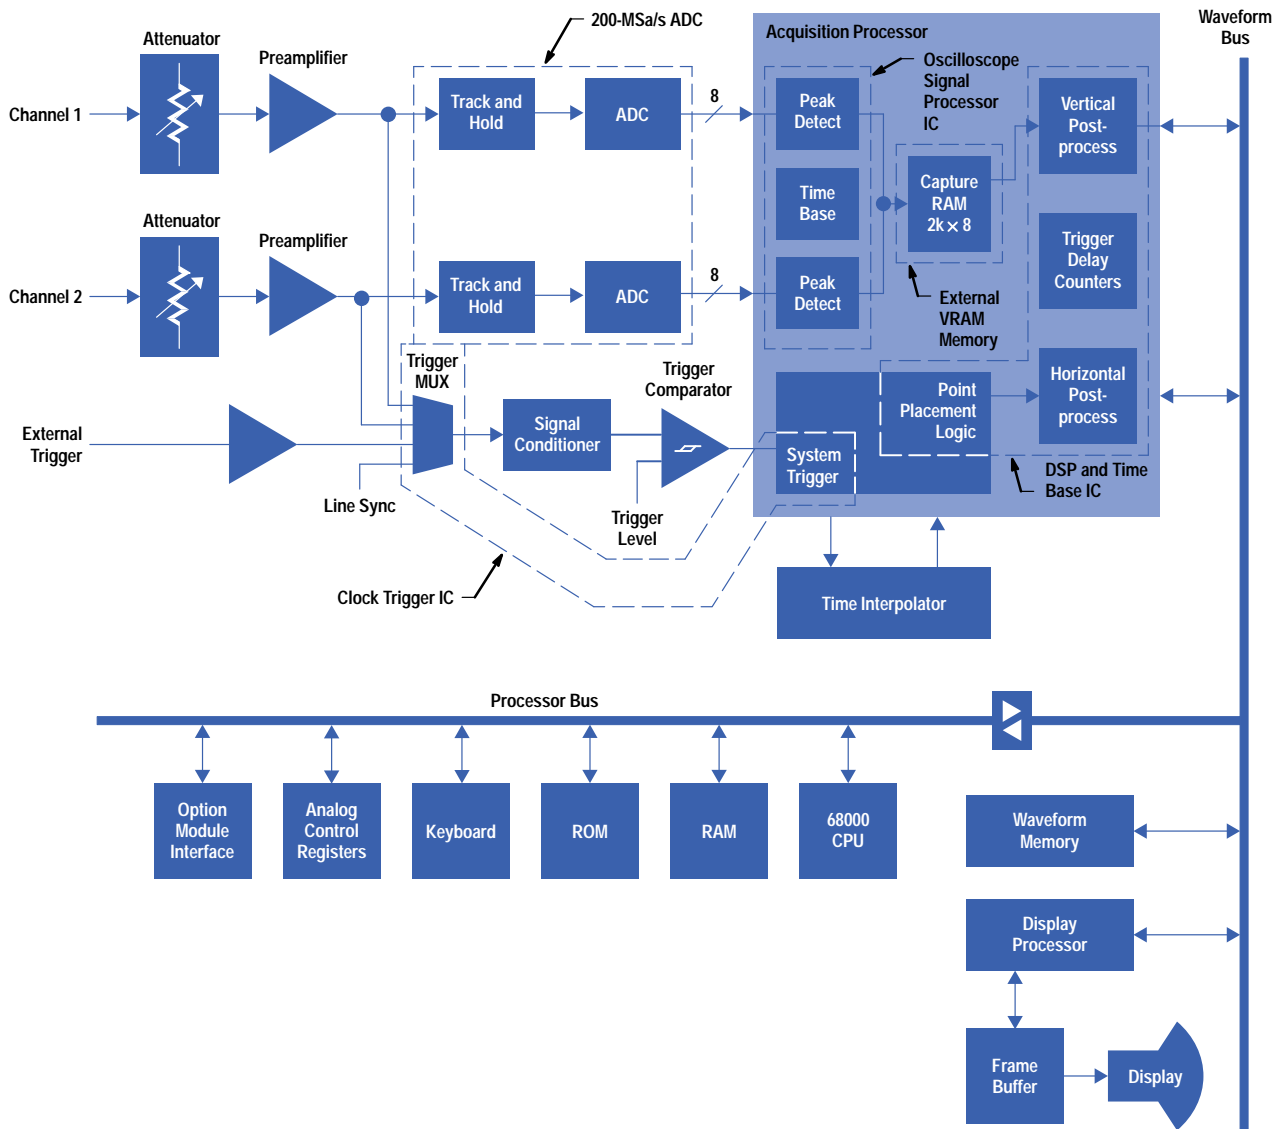 200-MSa/s ADC
Waveform
Bus
Attenuator
Preamplifier
Acquisition Processor
Oscilloscope
Signal
Processor
IC
Channel 1
Track and
Hold
ADC
8
Peak
Detect
Vertical
Post-
process
Time
Base
Capture
RAM
2k × 8
Attenuator
Preamplifier
Trigger
Delay
Counters
Channel 2
Track and
Hold
ADC
8
Peak
Detect
External
VRAM
Memory
Trigger
MUX
Trigger
Comparator
Horizontal
Post-
process
Point
Placement
Logic
External
Trigger
Signal
Conditioner
System
Trigger
DSP and Time
Base IC
Line Sync
Trigger
Level
Clock Trigger IC
Time Interpolator
Processor Bus
Option
Module
Interface
Analog
Control
Registers
Keyboard
ROM
RAM
68000
CPU
Waveform
Memory
Display
Processor
Frame
Buffer
Display